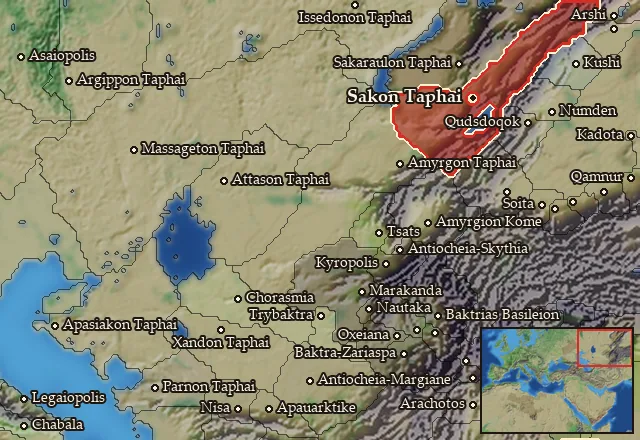 Issedonon Taphai
Arshi
Asaiopolis
Sakaraulon Taphai
Kushi
Argippon Taphai
Sakon Taphai
Numden
Qudsdoqok
Kadota
Massageton Taphai
Amyrgon Taphai
Attason Taphai
Qamnur
Soita
Amyrgion Kome
Tsats
Antiocheia-Skythia
Kyropolis
Marakanda
Chorasmia
Nautaka
Trybaktra
Baktrias Basileion
Apasiakon Taphai
Xandon Taphai
Oxeiana
Baktra-Zariaspa
Parnon Taphai
Antiocheia-Margiane
Legaiopolis
Nisa
Apauarktike
Arachotos
Chabala